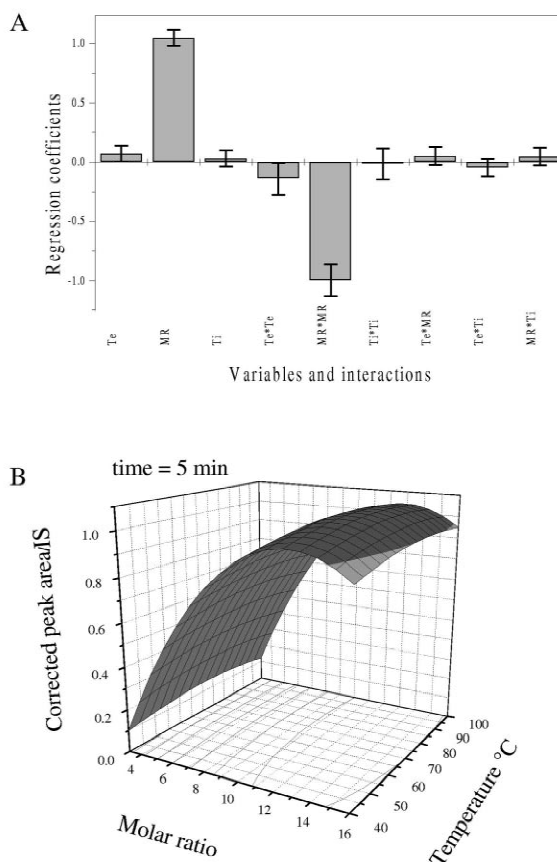 A
1.0
0.5
0.0
-0.5
-1.0
Regression coefficients
Te
MR
Ti
Te*Te
MR*MR
Ti*Ti
Te*MR
Te*Ti
MR*Ti
Variables and interactions
B
time = 5 min
1.0
0.8
0.6
0.4
0.2
0.0
Corrected peak area/IS
4
6
8
10
12
14
16
Molar ratio
40
50
60
70
80
90
100
Temperature °C